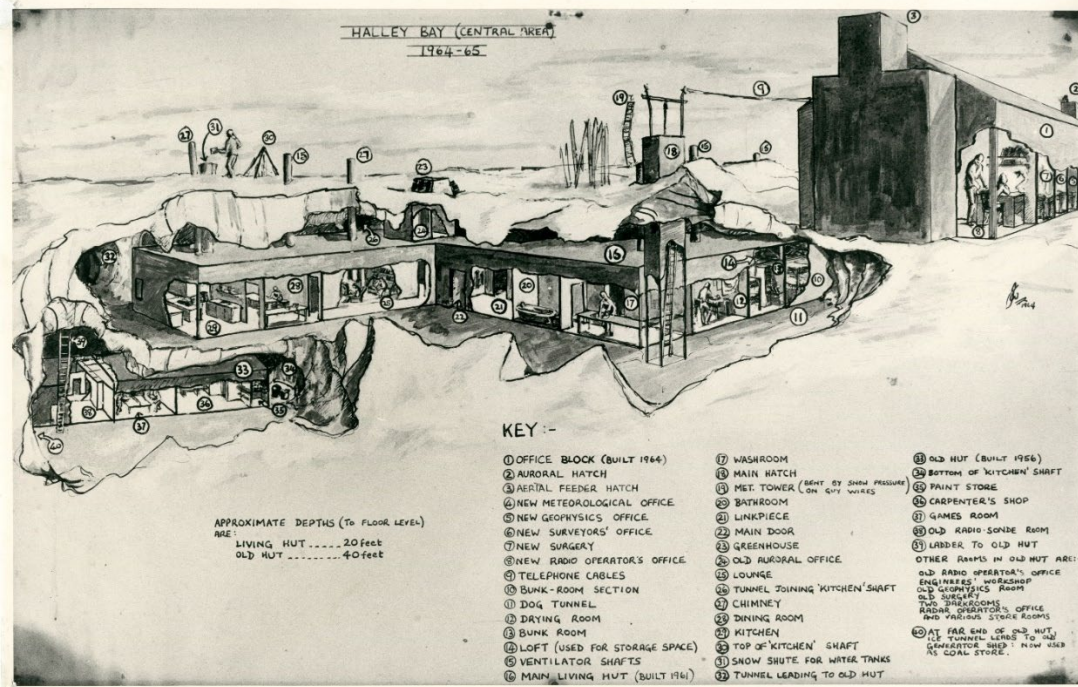 HALLEY BAY (CENTRAL AREA)
1964-65
KEY :-
① OFFICE BLOCK (BUILT 1964)
② AURORAL HATCH
③ AERIAL FEEDER HATCH
④ NEW METEOROLOGICAL OFFICE
⑤ NEW GEOPHYSICS OFFICE
⑥ NEW SURVEYORS' OFFICE
⑦ NEW SURGERY
⑧ NEW RADIO OPERATOR'S OFFICE
⑨ TELEPHONE CABLES
⑩ BUNK-ROOM SECTION
⑪ DOG TUNNEL
⑫ DRYING ROOM
⑬ BUNK ROOM
⑭ LOFT (USED FOR STORAGE SPACE)
⑮ VENTILATOR SHAFTS
⑯ MAIN LIVING HUT (BUILT 1961)
⑰ WASHROOM
⑱ MAIN HATCH
⑲ MET. TOWER (BENT BY SNOW PRESSURE ON GUY WIRES)
⑳ BATHROOM
㉑ LINKPIECE
㉒ MAIN DOOR
㉓ GREENHOUSE
㉔ OLD AURORAL OFFICE
㉕ LOUNGE
㉖ TUNNEL JOINING 'KITCHEN' SHAFT
㉗ CHIMNEY
㉘ DINING ROOM
㉙ KITCHEN
㉚ TOP OF 'KITCHEN' SHAFT
㉛ SNOW SHUTE FOR WATER TANKS
㉜ TUNNEL LEADING TO OLD HUT
㉝ OLD HUT (BUILT 1956)
㉞ BOTTOM OF 'KITCHEN' SHAFT
㉟ PAINT STORE
㊱ CARPENTER'S SHOP
㊲ GAMES ROOM
㊳ OLD RADIO-SONDE ROOM
㊴ LADDER TO OLD HUT
OTHER ROOMS IN OLD HUT ARE:
OLD RADIO OPERATOR'S OFFICE
ENGINEERS' WORKSHOP
OLD GEOPHYSICS ROOM
OLD SURGERY
TWO DARKROOMS
RADAR OPERATOR'S OFFICE
AND VARIOUS STORE ROOMS
㊵ AT FAR END OF OLD HUT,
ICE TUNNEL LEADS TO OLD
GENERATOR SHED: NOW USED
AS COAL STORE.
APPROXIMATE DEPTHS (TO FLOOR LEVEL)
ARE:
LIVING HUT ..... 20 feet
OLD HUT .......... 40 feet